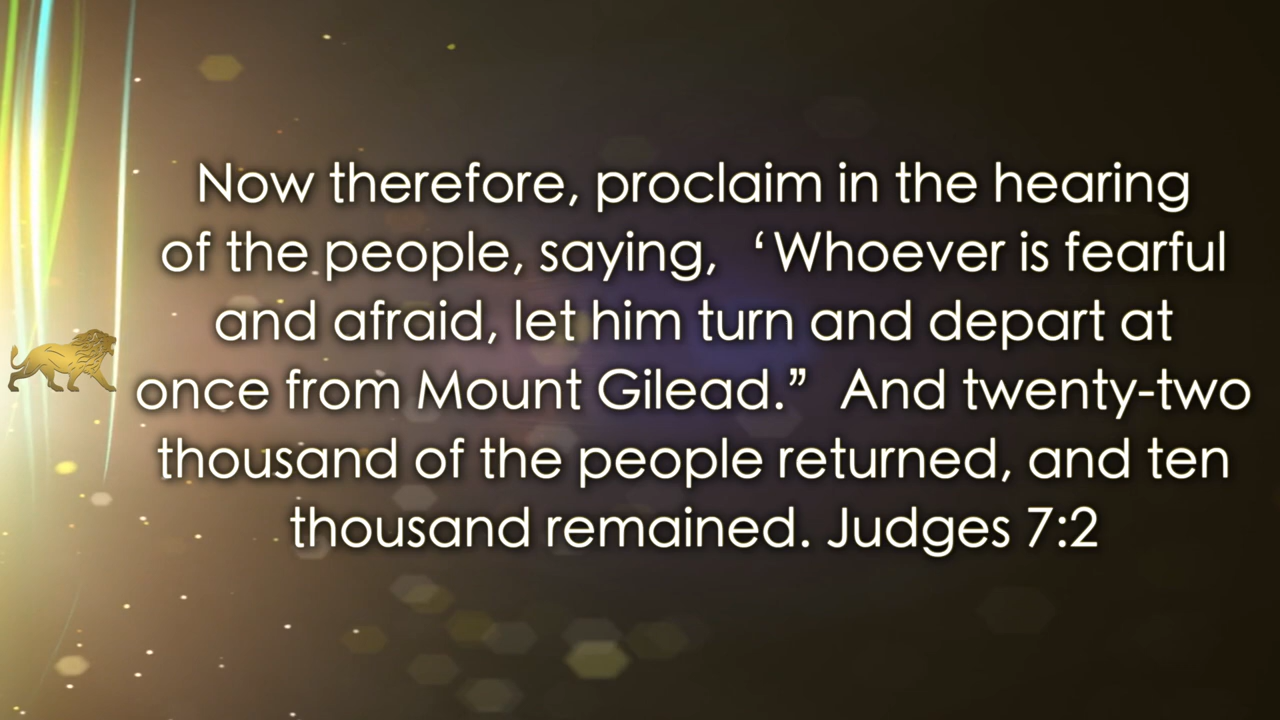 Now therefore, proclaim in the hearing
of the people, saying, ‘Whoever is fearful
and afraid, let him turn and depart at
once from Mount Gilead.” And twenty-two
thousand of the people returned, and ten
thousand remained. Judges 7:2